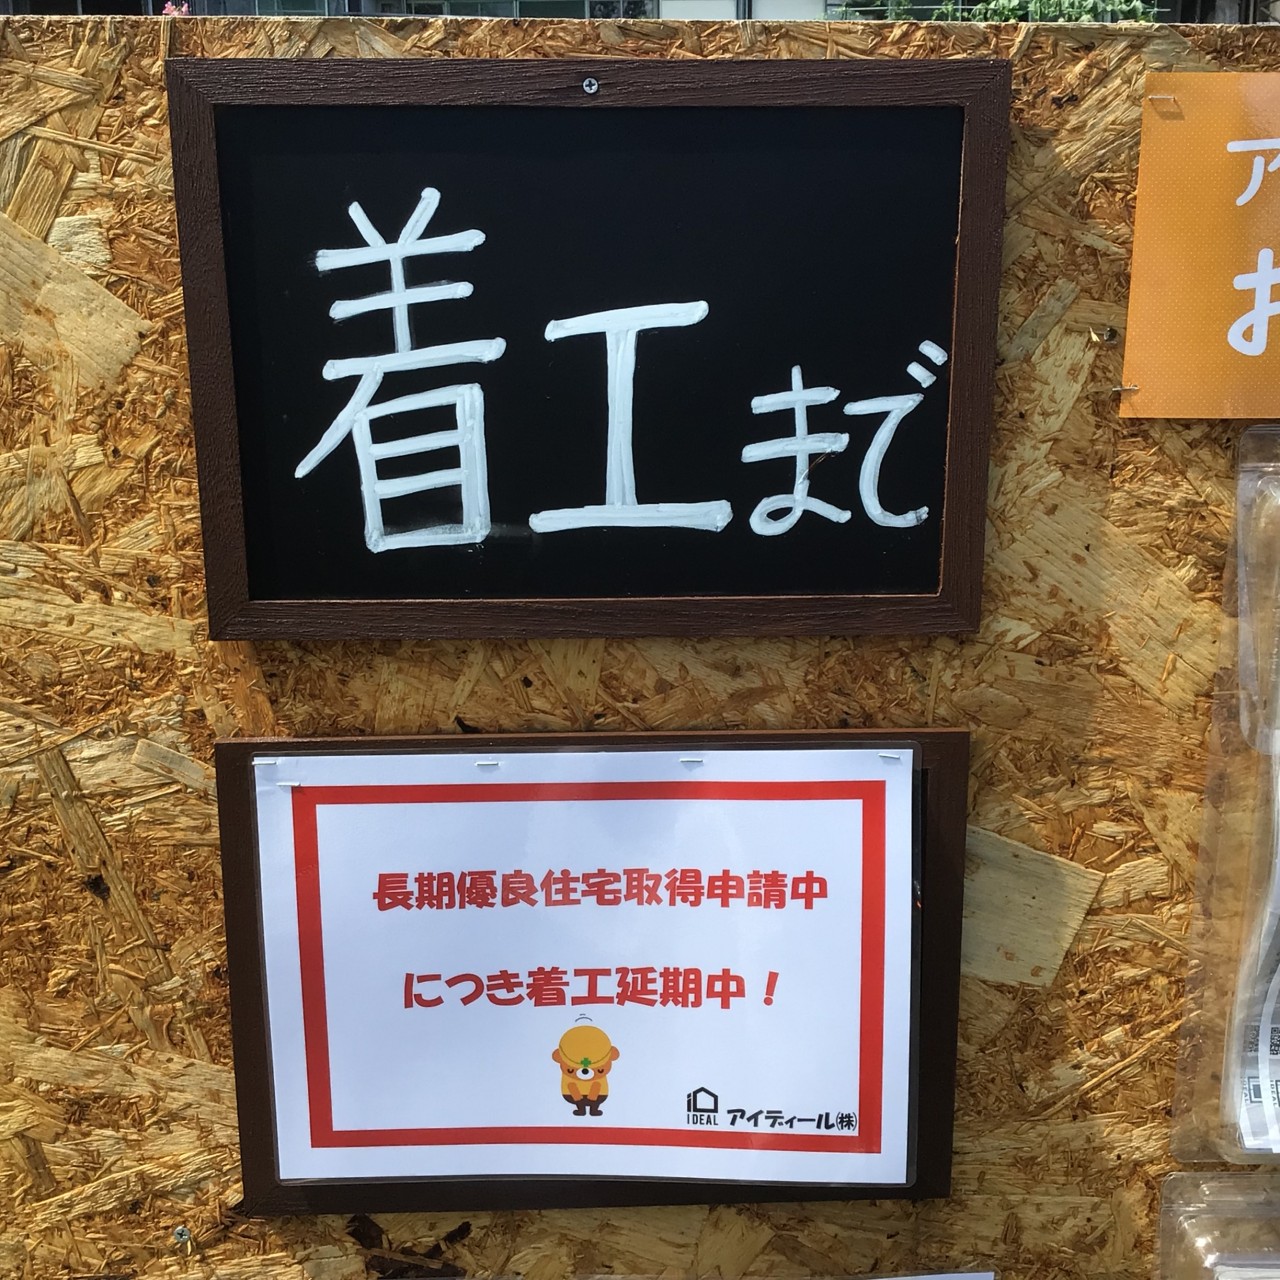 着工まで
長期優良住宅取得申請中
につき着工延期中！
IDEAL アイディール㈱
お